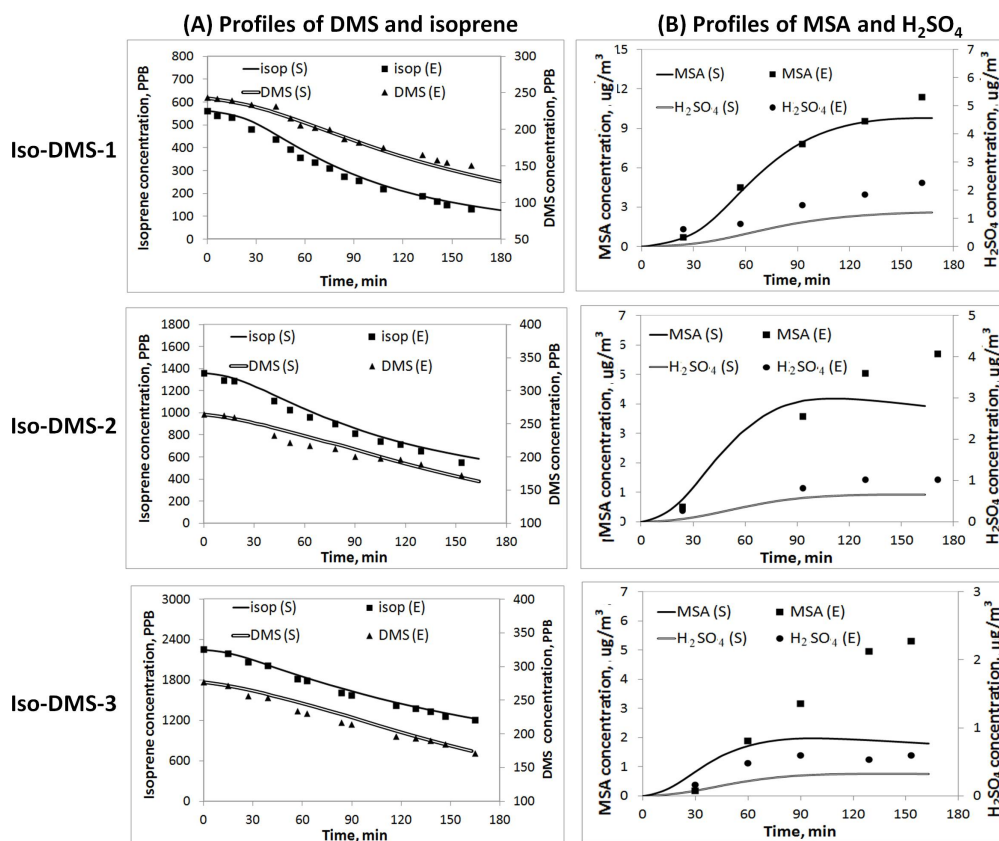 (A) Profiles of DMS and isoprene
(B) Profiles of MSA and H₂SO₄
Iso-DMS-1
Isoprene concentration, PPB
800
700
600
500
400
300
200
100
0
isop (S)
isop (E)
DMS (S)
DMS (E)
300
250
200
150
100
50
DMS concentration, PPB
0 30 60 90 120 150 180
Time, min
MSA concentration, ug/m³
15
12
9
6
3
0
MSA (S)
MSA (E)
H₂SO₄ (S)
H₂SO₄ (E)
7
6
5
4
3
2
1
0
H₂SO₄ concentration, ug/m³
0 30 60 90 120 150 180
Time, min
Iso-DMS-2
Isoprene concentration, PPB
1800
1600
1400
1200
1000
800
600
400
200
0
isop (S)
isop (E)
DMS (S)
DMS (E)
400
350
300
250
200
150
100
DMS concentration, PPB
0 30 60 90 120 150 180
Time, min
MSA concentration, ug/m³
7
6
5
4
3
2
1
0
MSA (S)
MSA (E)
H₂SO₄ (S)
H₂SO₄ (E)
5
4
3
2
1
0
H₂SO₄ concentration, ug/m³
0 30 60 90 120 150 180
Time, min
Iso-DMS-3
Isoprene concentration, PPB
3000
2400
1800
1200
600
0
isop (S)
isop (E)
DMS (S)
DMS (E)
400
350
300
250
200
150
100
DMS concentration, PPB
0 30 60 90 120 150 180
Time, min
MSA concentration, ug/m³
7
6
5
4
3
2
1
0
MSA (S)
MSA (E)
H₂SO₄ (S)
H₂SO₄ (E)
3
2
1
0
H₂SO₄ concentration, ug/m³
0 30 60 90 120 150 180
Time, min